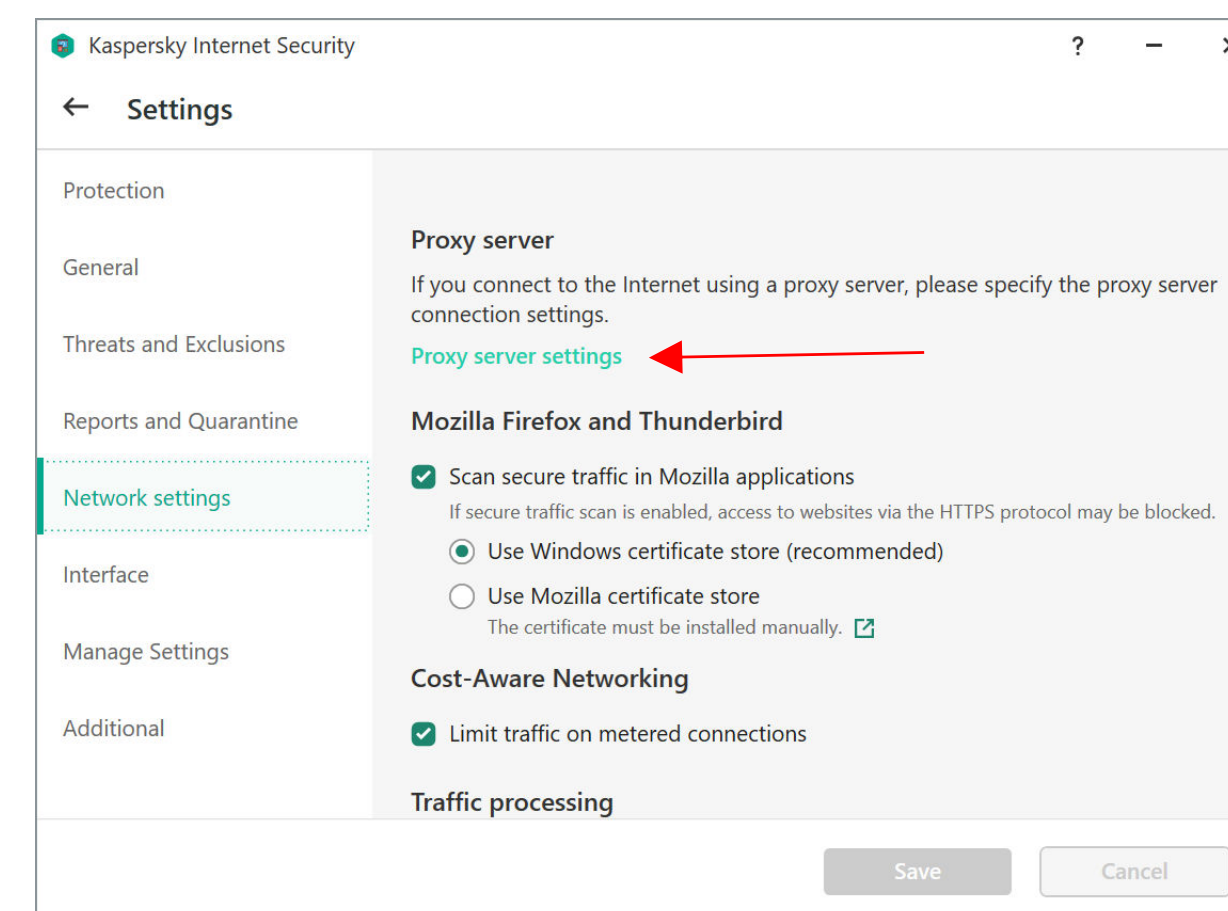 Kaspersky Internet Security
?
Settings
Protection
General
Threats and Exclusions
Reports and Quarantine
Network settings
Interface
Manage Settings
Additional
Proxy server
If you connect to the Internet using a proxy server, please specify the proxy server
connection settings.
Proxy server settings
Mozilla Firefox and Thunderbird
Scan secure traffic in Mozilla applications
If secure traffic scan is enabled, access to websites via the HTTPS protocol may be blocked.
Use Windows certificate store (recommended)
Use Mozilla certificate store
The certificate must be installed manually.
Cost-Aware Networking
Limit traffic on metered connections
Traffic processing
Save
Cancel